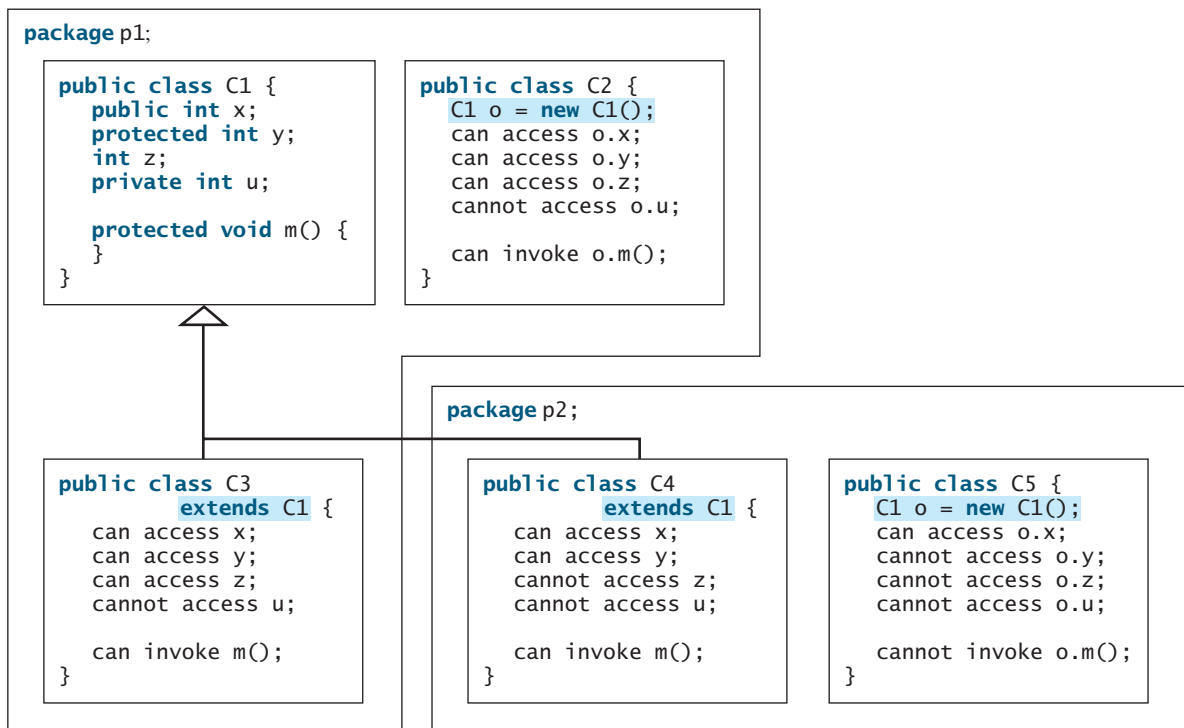 package p1;
public class C1 {
public int x;
protected int y;
int z;
private int u;
protected void m() {
}
}
public class C2 {
C1 o = new C1();
can access o.x;
can access o.y;
can access o.z;
cannot access o.u;
can invoke o.m();
}
public class C3
extends C1 {
can access x;
can access y;
can access z;
cannot access u;
can invoke m();
}
package p2;
public class C4
extends C1 {
can access x;
can access y;
cannot access z;
cannot access u;
can invoke m();
}
public class C5 {
C1 o = new C1();
can access o.x;
cannot access o.y;
cannot access o.z;
cannot access o.u;
cannot invoke o.m();
}